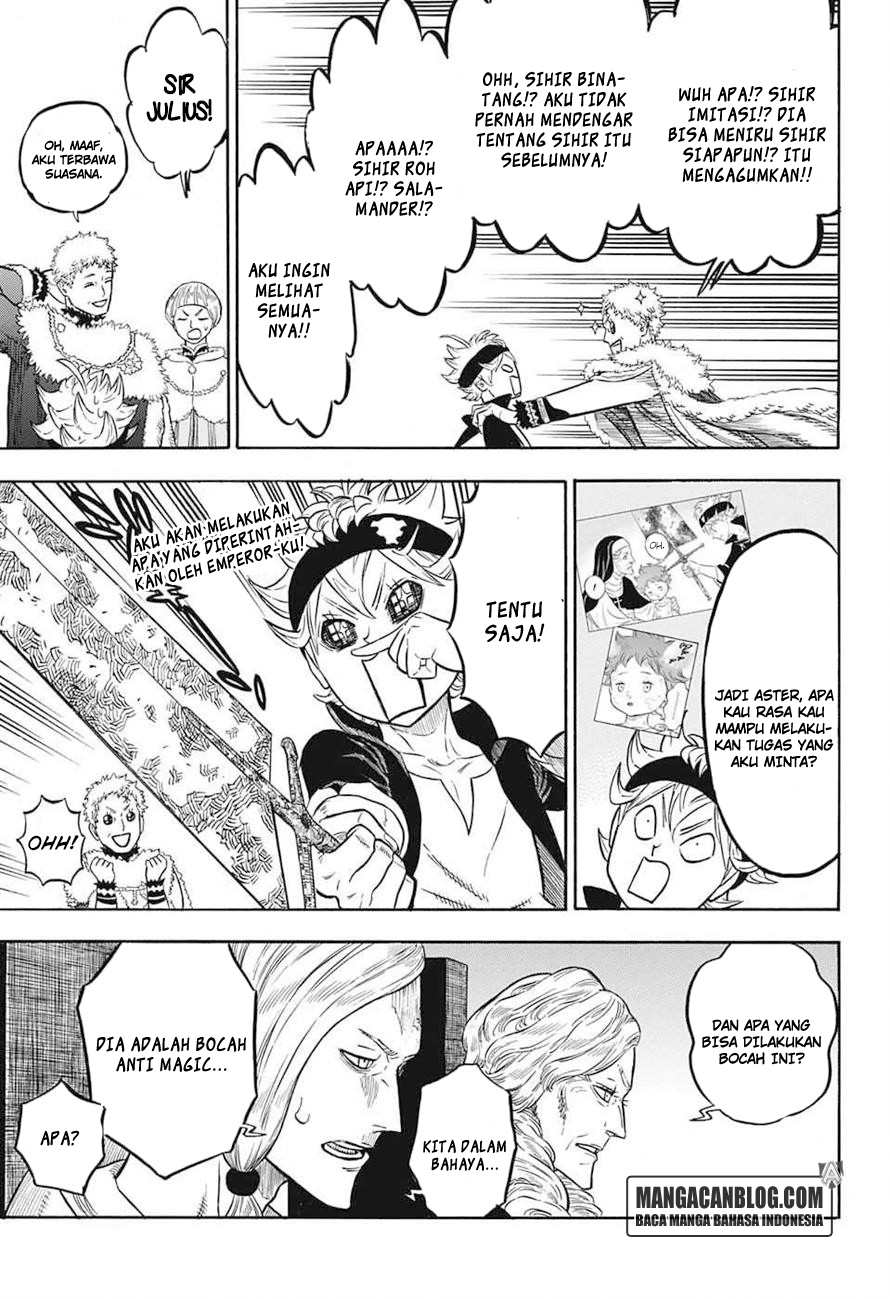 WUH APA!? SIHIR
IMITASI!? DIA
BISA MENIRU SIHIR
SIAPAPUN!? ITU
MENGAGUMKAN!!
OHH, SIHIR BINA-
TANG!? AKU TIDAK
PERNAH MENDENGAR
TENTANG SIHIR ITU
SEBELUMNYA!
APAAAA!?
SIHIR ROH
API!? SALA-
MANDER!?
AKU INGIN
MELIHAT
SEMUA-
NYA!!
SIR
JULIUS!
OH, MAAF,
AKU TERBAWA
SUASANA.
OH.
!
JADI ASTER, APA
KAU RASA KAU
MAMPU MELAKU-
KAN TUGAS YANG
AKU MINTA?
TENTU
SAJA!
AKU AKAN MELAKUKAN
APA YANG DIPERINTAH-
KAN OLEH EMPEROR-KU!
OHH!
DAN APA YANG
BISA DILAKUKAN
BOCAH INI?
KITA DALAM
BAHAYA...
DIA ADALAH BOCAH
ANTI MAGIC...
APA?
MANGACANBLOG.COM
BACA MANGA BAHASA INDONESIA